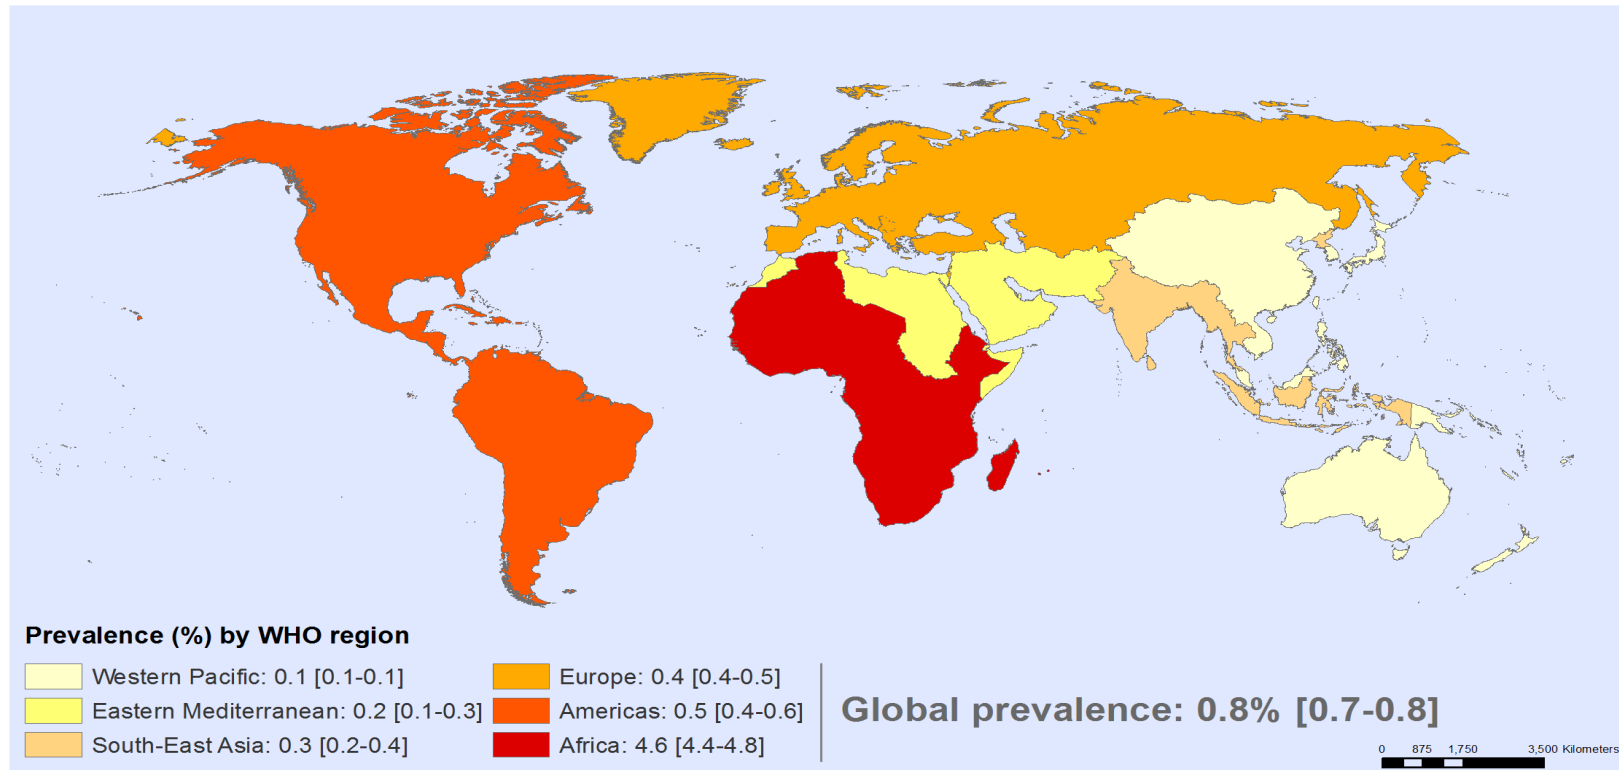 Prevalence (%) by WHO region
Western Pacific: 0.1 [0.1-0.1]
Eastern Mediterranean: 0.2 [0.1-0.3]
South-East Asia: 0.3 [0.2-0.4]
Europe: 0.4 [0.4-0.5]
Americas: 0.5 [0.4-0.6]
Africa: 4.6 [4.4-4.8]
Global prevalence: 0.8% [0.7-0.8]
0 875 1,750 3,500 Kilometers